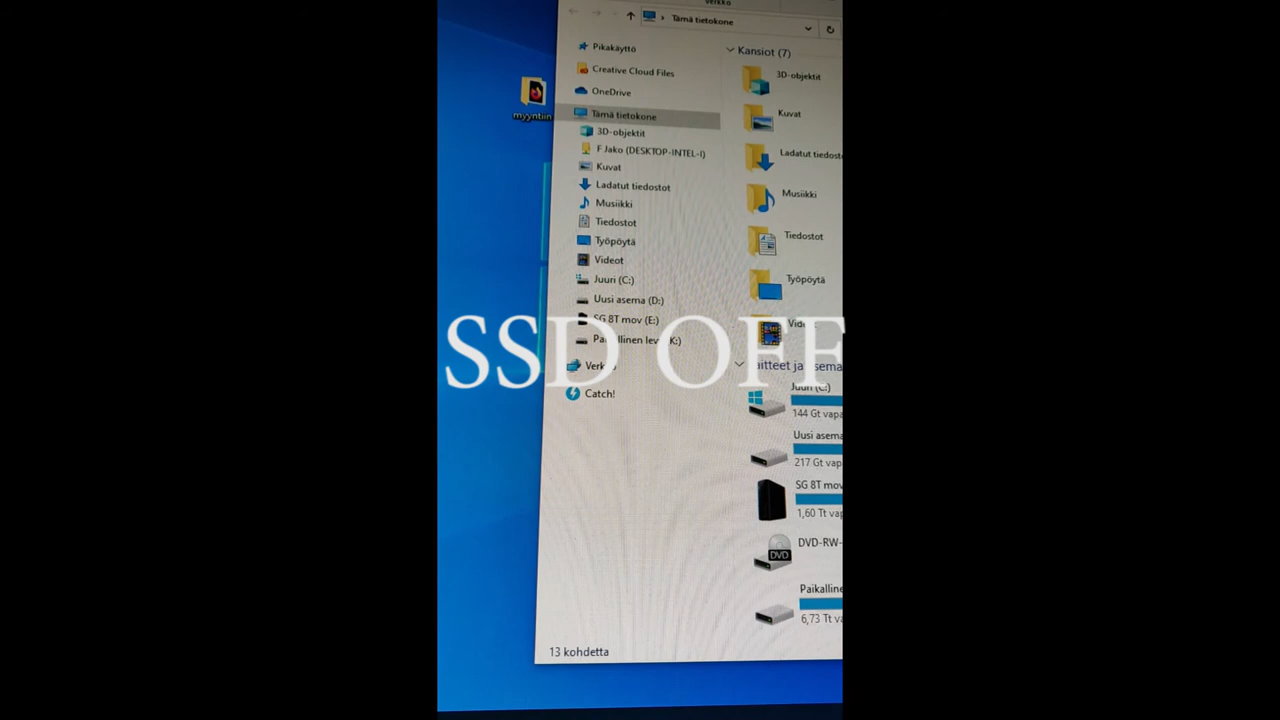 Verkko
Tämä tietokone
Pikakäyttö
Creative Cloud Files
OneDrive
Tämä tietokone
3D-objektit
F Jako (DESKTOP-INTEL-I)
Kuvat
Ladatut tiedostot
Musiikki
Tiedostot
Työpöytä
Videot
Juuri (C:)
Uusi asema (D:)
SG 8T mov (E:)
Catch!
Kansiot (7)
3D-objektit
Kuvat
Ladatut tiedost
Musiikki
Tiedostot
Työpöytä
Juuri (C:)
144 Gt vapa
Uusi asema
217 Gt vap
SG 8T mov
1,60 Tt vap
DVD-RW-
DVD
Paikalline
6,73 Tt va
13 kohdetta
myyntiin
SSD OFF